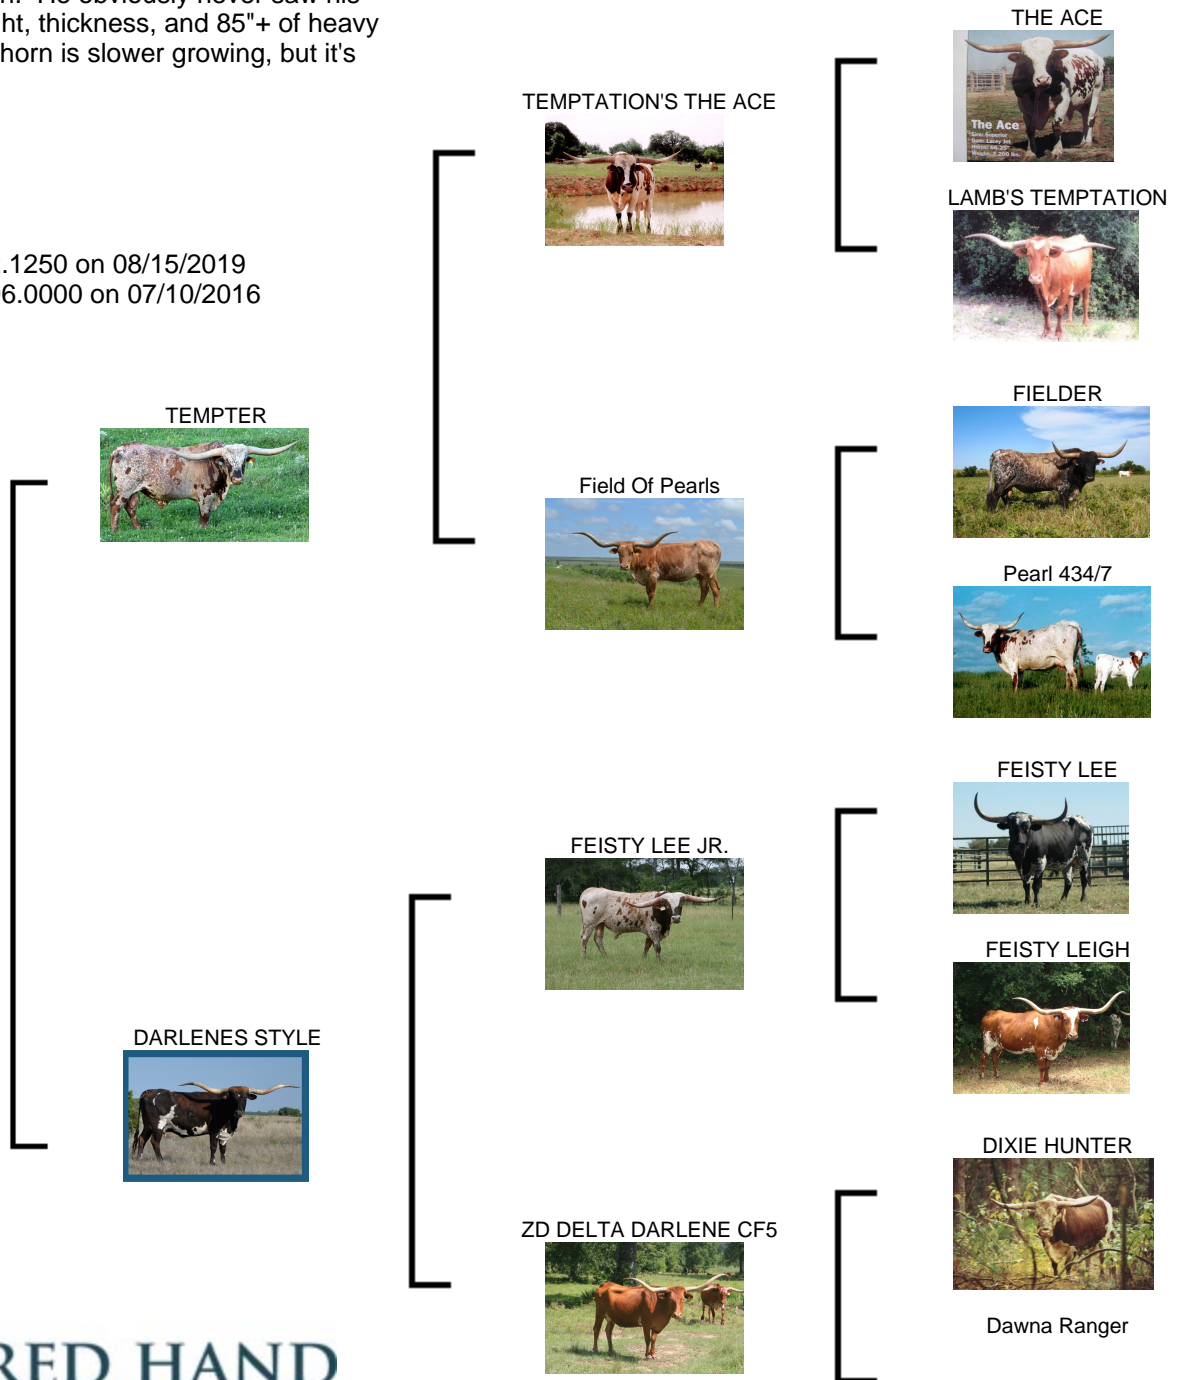 ght, thickness, and 85"+ of heavy
horn is slower growing, but it's
.1250 on 08/15/2019
6.0000 on 07/10/2016
THE ACE
The Ace
TEMPTATION'S THE ACE
LAMB'S TEMPTATION
TEMPTER
FIELDER
Field Of Pearls
Pearl 434/7
FEISTY LEE
FEISTY LEE JR.
FEISTY LEIGH
DARLENES STYLE
DIXIE HUNTER
ZD DELTA DARLENE CF5
Dawna Ranger
RED HAND